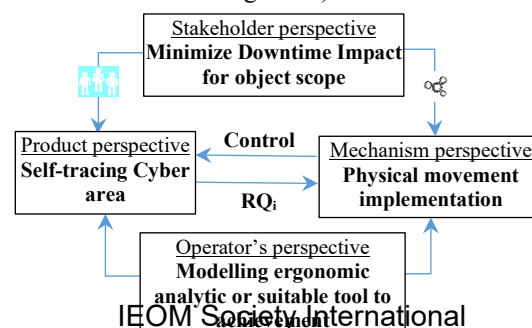 Stakeholder perspective
Minimize Downtime Impact
for object scope
Product perspective
Self-tracing Cyber
area
Control
RQi
Mechanism perspective
Physical movement
implementation
Operator's perspective
Modelling ergonomic
analytic or suitable tool to
achievement
IEOM Society International